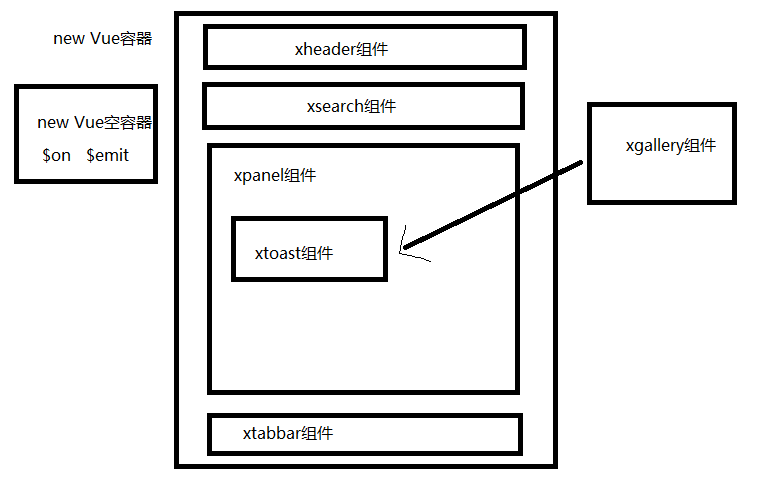 new Vue容器
xheader组件
xsearch组件
new Vue空容器
$on $emit
xgallery组件
xpanel组件
xtoast组件
xtabbar组件